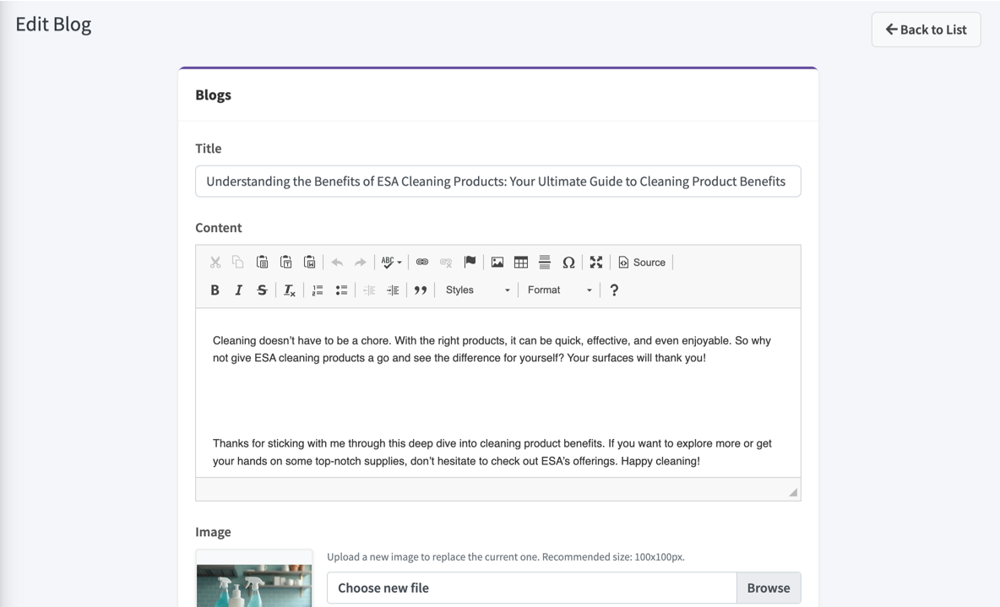 Edit Blog
Back to List
Blogs
Title
Understanding the Benefits of ESA Cleaning Products: Your Ultimate Guide to Cleaning Product Benefits
Content
ABC
Source
B I S Tx
Styles
Format
?
Cleaning doesn’t have to be a chore. With the right products, it can be quick, effective, and even enjoyable. So why
not give ESA cleaning products a go and see the difference for yourself? Your surfaces will thank you!
Thanks for sticking with me through this deep dive into cleaning product benefits. If you want to explore more or get
your hands on some top-notch supplies, don’t hesitate to check out ESA’s offerings. Happy cleaning!
Image
Upload a new image to replace the current one. Recommended size: 100x100px.
Choose new file
Browse